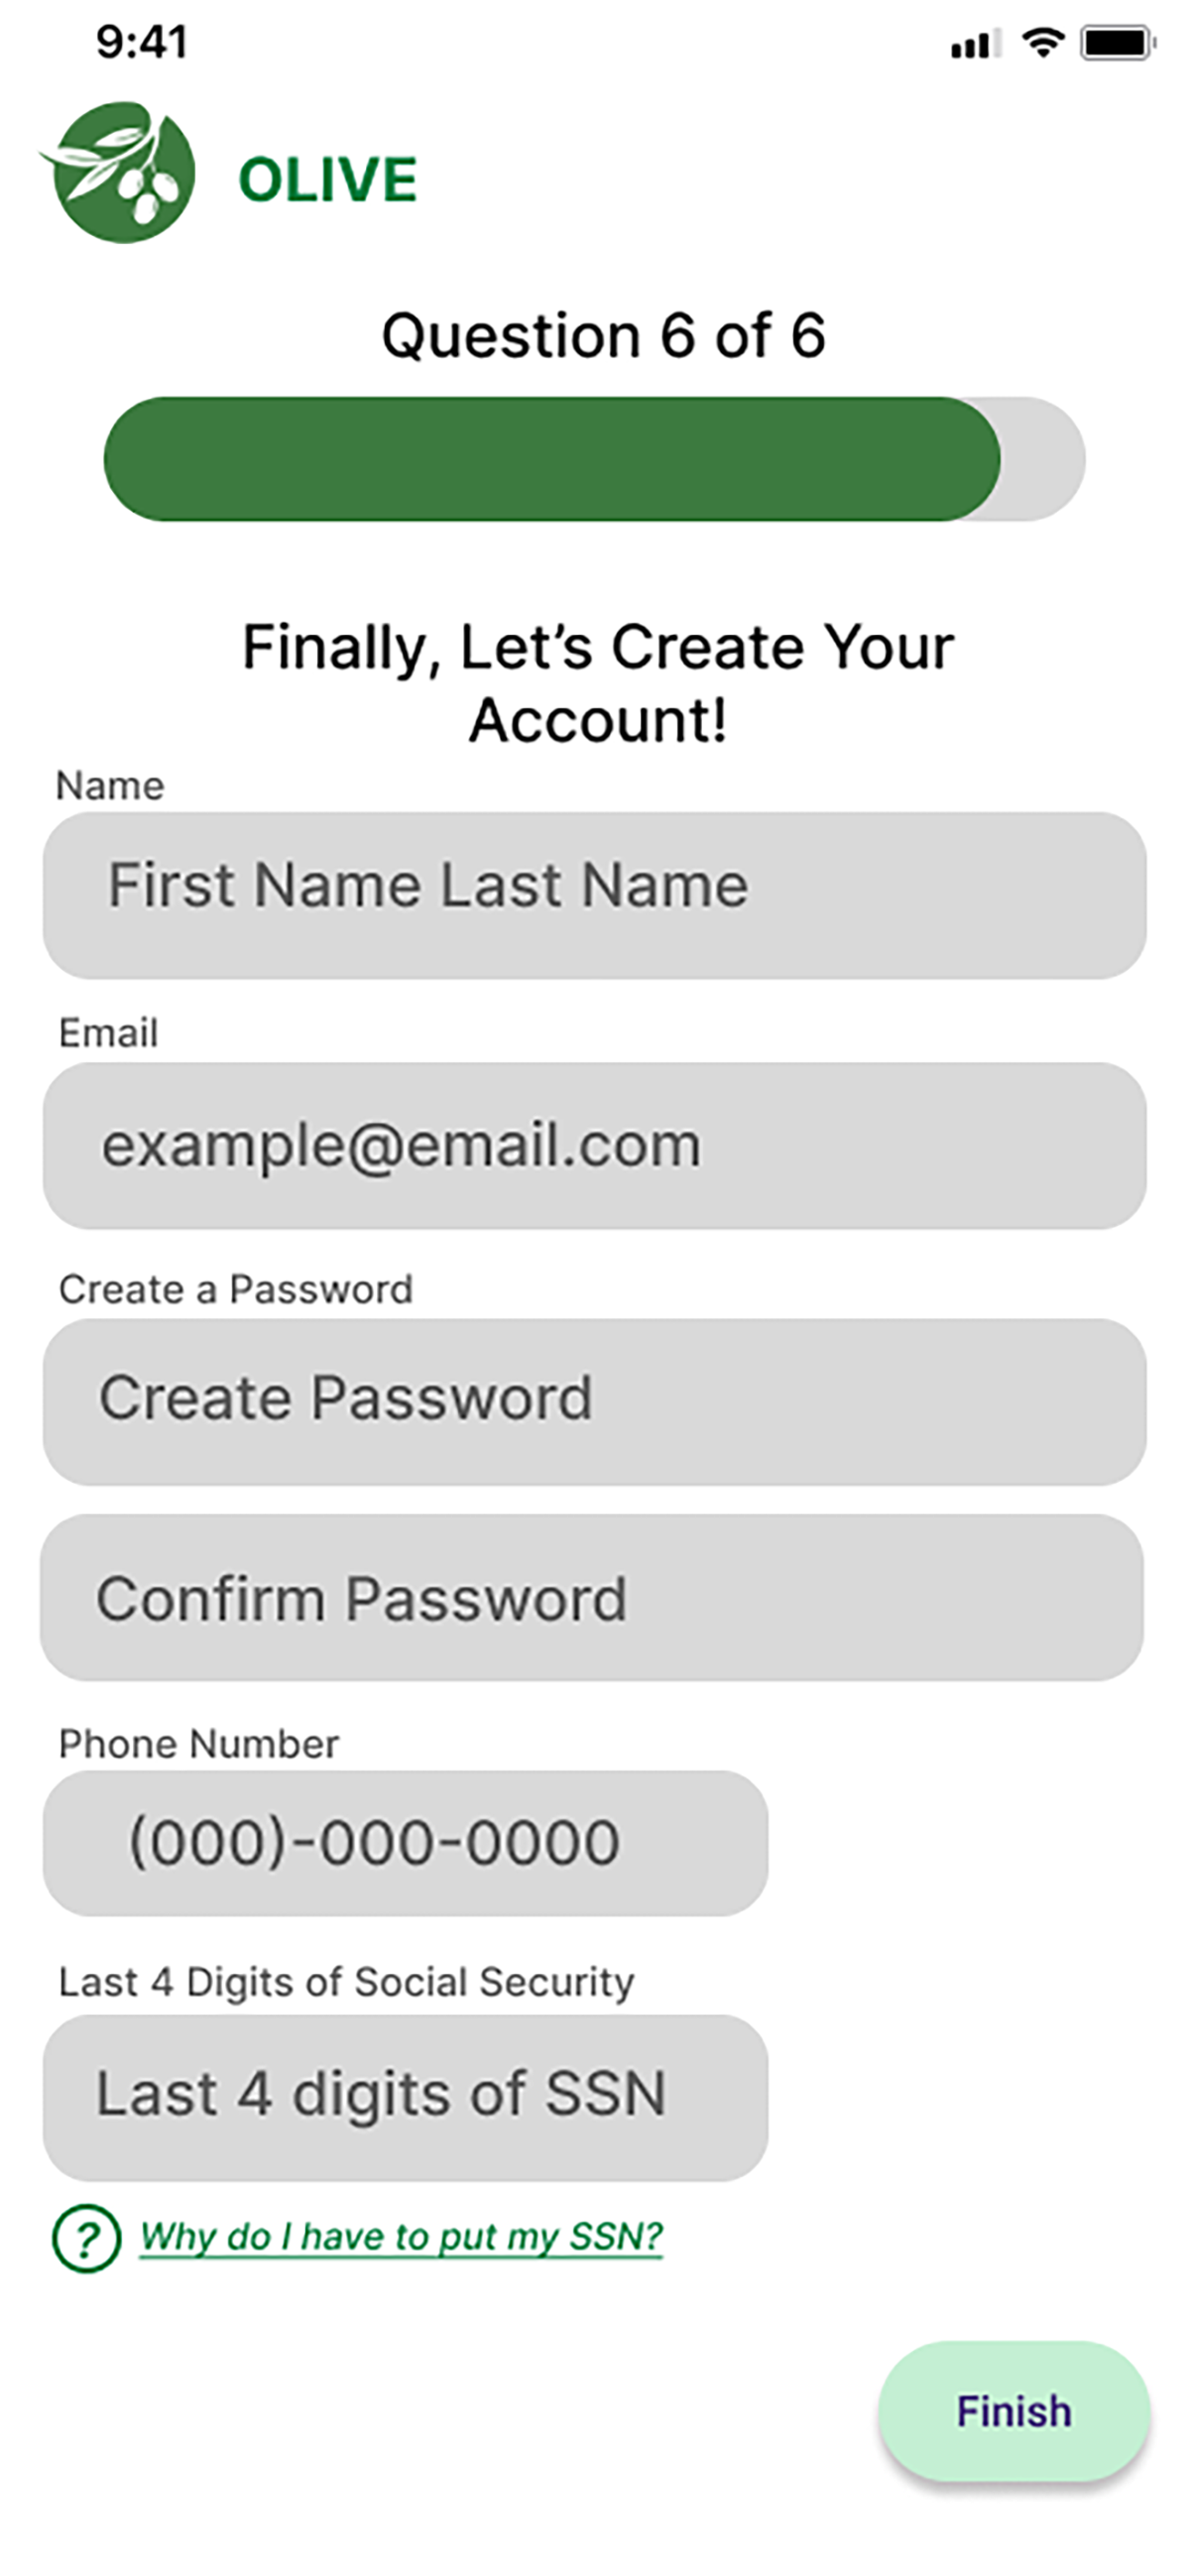 9:41
OLIVE
Question 6 of 6
Finally, Let’s Create Your
Account!
Name
First Name Last Name
Email
example@email.com
Create a Password
Create Password
Confirm Password
Phone Number
(000)-000-0000
Last 4 Digits of Social Security
Last 4 digits of SSN
? Why do I have to put my SSN?
Finish